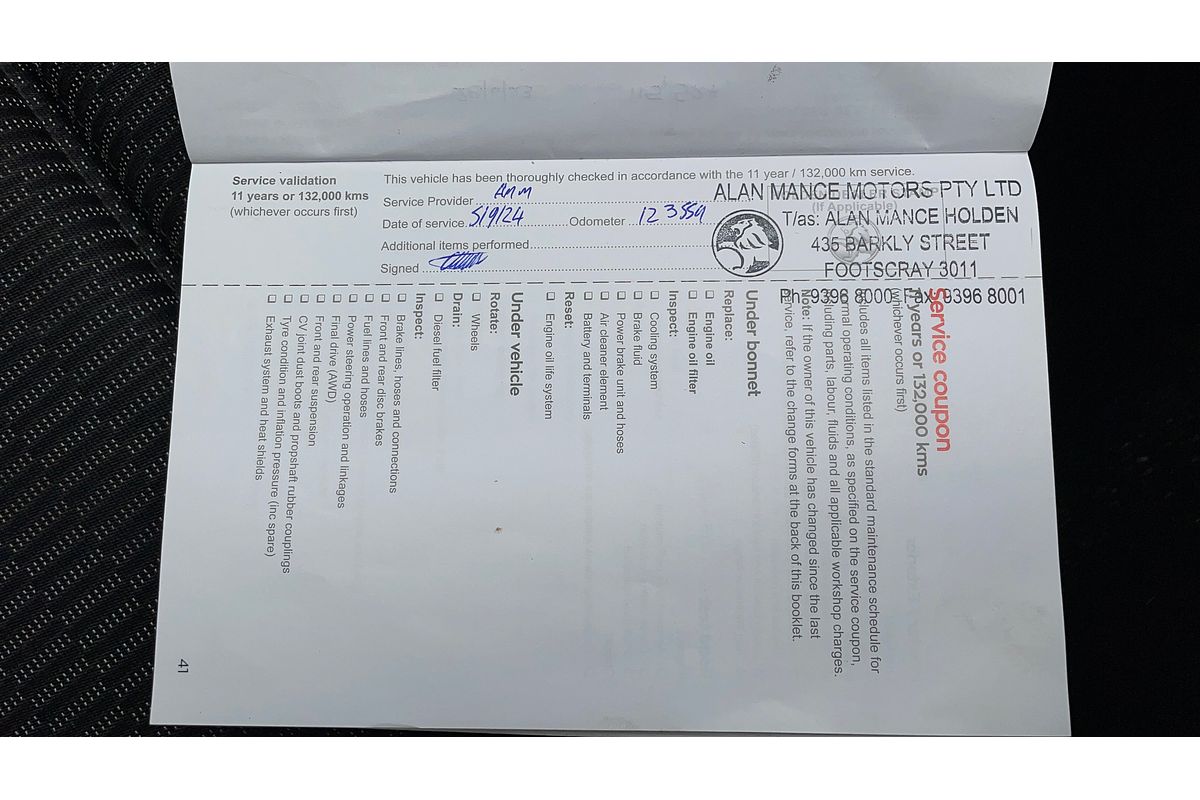 Service validation
11 years or 132,000 kms
(whichever occurs first)
This vehicle has been thoroughly checked in accordance with the 11 year / 132,000 km service.
Service Provider AMM
Date of service 5/9/24 Odometer 123559
Additional items performed
Signed
(If Applicable)
ALAN MANCE MOTORS PTY LTD
T/as: ALAN MANCE HOLDEN
435 BARKLY STREET
FOOTSCRAY 3011
Ph: 9396 8000 Fax: 9396 8001
Service coupon
11 years or 132,000 kms
(whichever occurs first)
Includes all items listed in the standard maintenance schedule for
normal operating conditions, as specified on the service coupon,
including parts, labour, fluids and all applicable workshop charges.
Note: If the owner of this vehicle has changed since the last
service, refer to the change forms at the back of this booklet.
Under bonnet
Replace:
Engine oil
Engine oil filter
Inspect:
Cooling system
Brake fluid
Power brake unit and hoses
Air cleaner element
Battery and terminals
Reset:
Engine oil life system
Under vehicle
Rotate:
Wheels
Drain:
Diesel fuel filter
Inspect:
Brake lines, hoses and connections
Front and rear disc brakes
Fuel lines and hoses
Power steering operation and linkages
Final drive (AWD)
Front and rear suspension
CV joint dust boots and propshaft rubber couplings
Tyre condition and inflation pressure (inc spare)
Exhaust system and heat shields
41